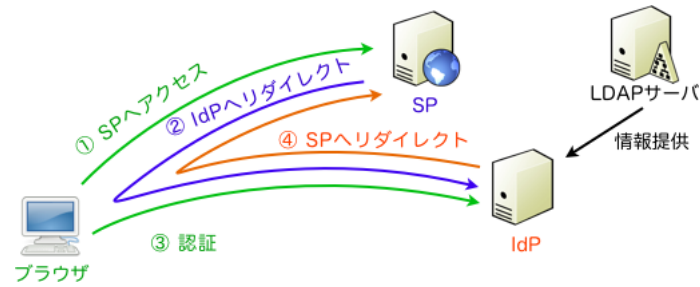 SP
LDAPサーバ
① SPへアクセス
② IdPへリダイレクト
④ SPへリダイレクト
情報提供
IdP
③ 認証
ブラウザ